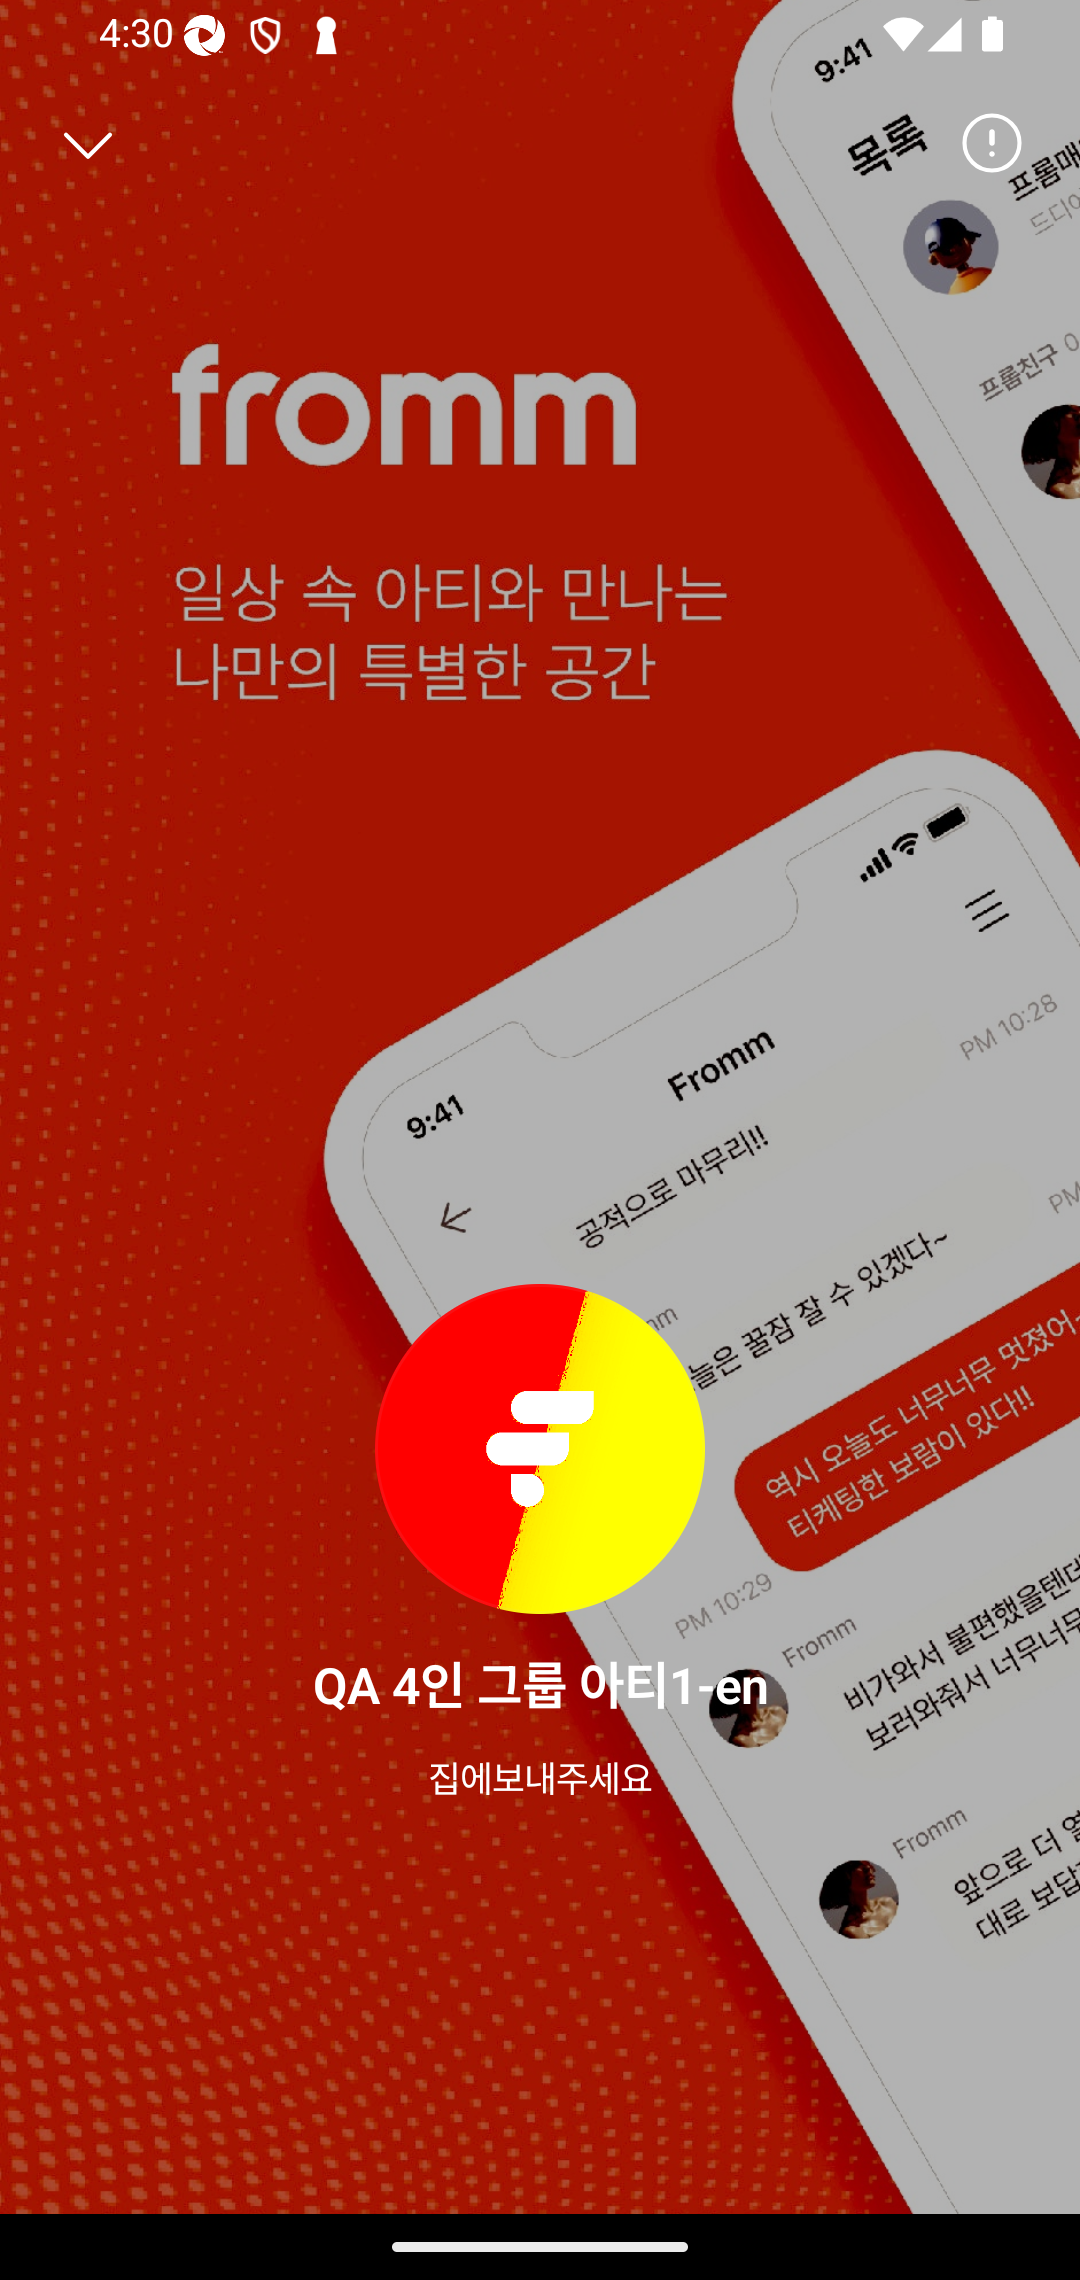 4:30
9:41
목록
프롬매
드디어
프롬친구
fromm
일상 속 아티와 만나는
나만의 특별한 공간
9:41
Fromm
PM 10:28
공적으로 마무리!!
PM
mm
늘은 꿀잠 잘 수 있겠다~
역시 오늘도 너무너무 멋졌어~
티케팅한 보람이 있다!!
PM 10:29
Fromm
비가와서 불편했을텐데
보러와줘서 너무너무
QA 4인 그룹 아티1-en
집에보내주세요
Fromm
앞으로 더 열
대로 보답